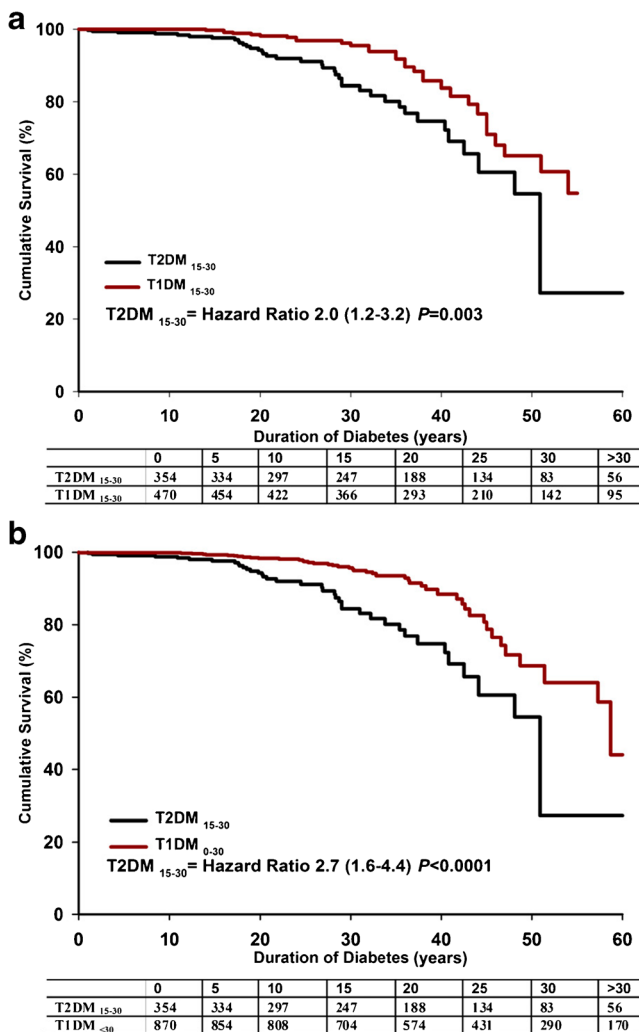 a
100
80
60
40
20
0
Cumulative Survival (%)
T2DM 15-30
T1DM 15-30
T2DM 15-30= Hazard Ratio 2.0 (1.2-3.2) P=0.003
0 10 20 30 40 50 60
Duration of Diabetes (years)
0 5 10 15 20 25 30 >30
T2DM 15-30 354 334 297 247 188 134 83 56
T1DM 15-30 470 454 422 366 293 210 142 95
b
100
80
60
40
20
0
Cumulative Survival (%)
T2DM 15-30
T1DM 0-30
T2DM 15-30= Hazard Ratio 2.7 (1.6-4.4) P<0.0001
0 10 20 30 40 50 60
Duration of Diabetes (years)
0 5 10 15 20 25 30 >30
T2DM 15-30 354 334 297 247 188 134 83 56
T1DM <30 870 854 808 704 574 431 290 170